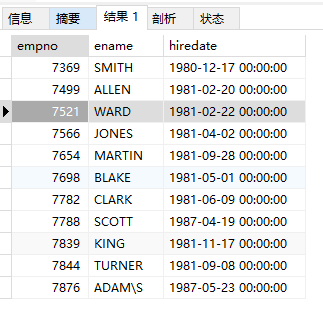 信息 摘要 结果 1 剖析 状态
empno ename hiredate
7369 SMITH 1980-12-17 00:00:00
7499 ALLEN 1981-02-20 00:00:00
7521 WARD 1981-02-22 00:00:00
7566 JONES 1981-04-02 00:00:00
7654 MARTIN 1981-09-28 00:00:00
7698 BLAKE 1981-05-01 00:00:00
7782 CLARK 1981-06-09 00:00:00
7788 SCOTT 1987-04-19 00:00:00
7839 KING 1981-11-17 00:00:00
7844 TURNER 1981-09-08 00:00:00
7876 ADAM\S 1987-05-23 00:00:00